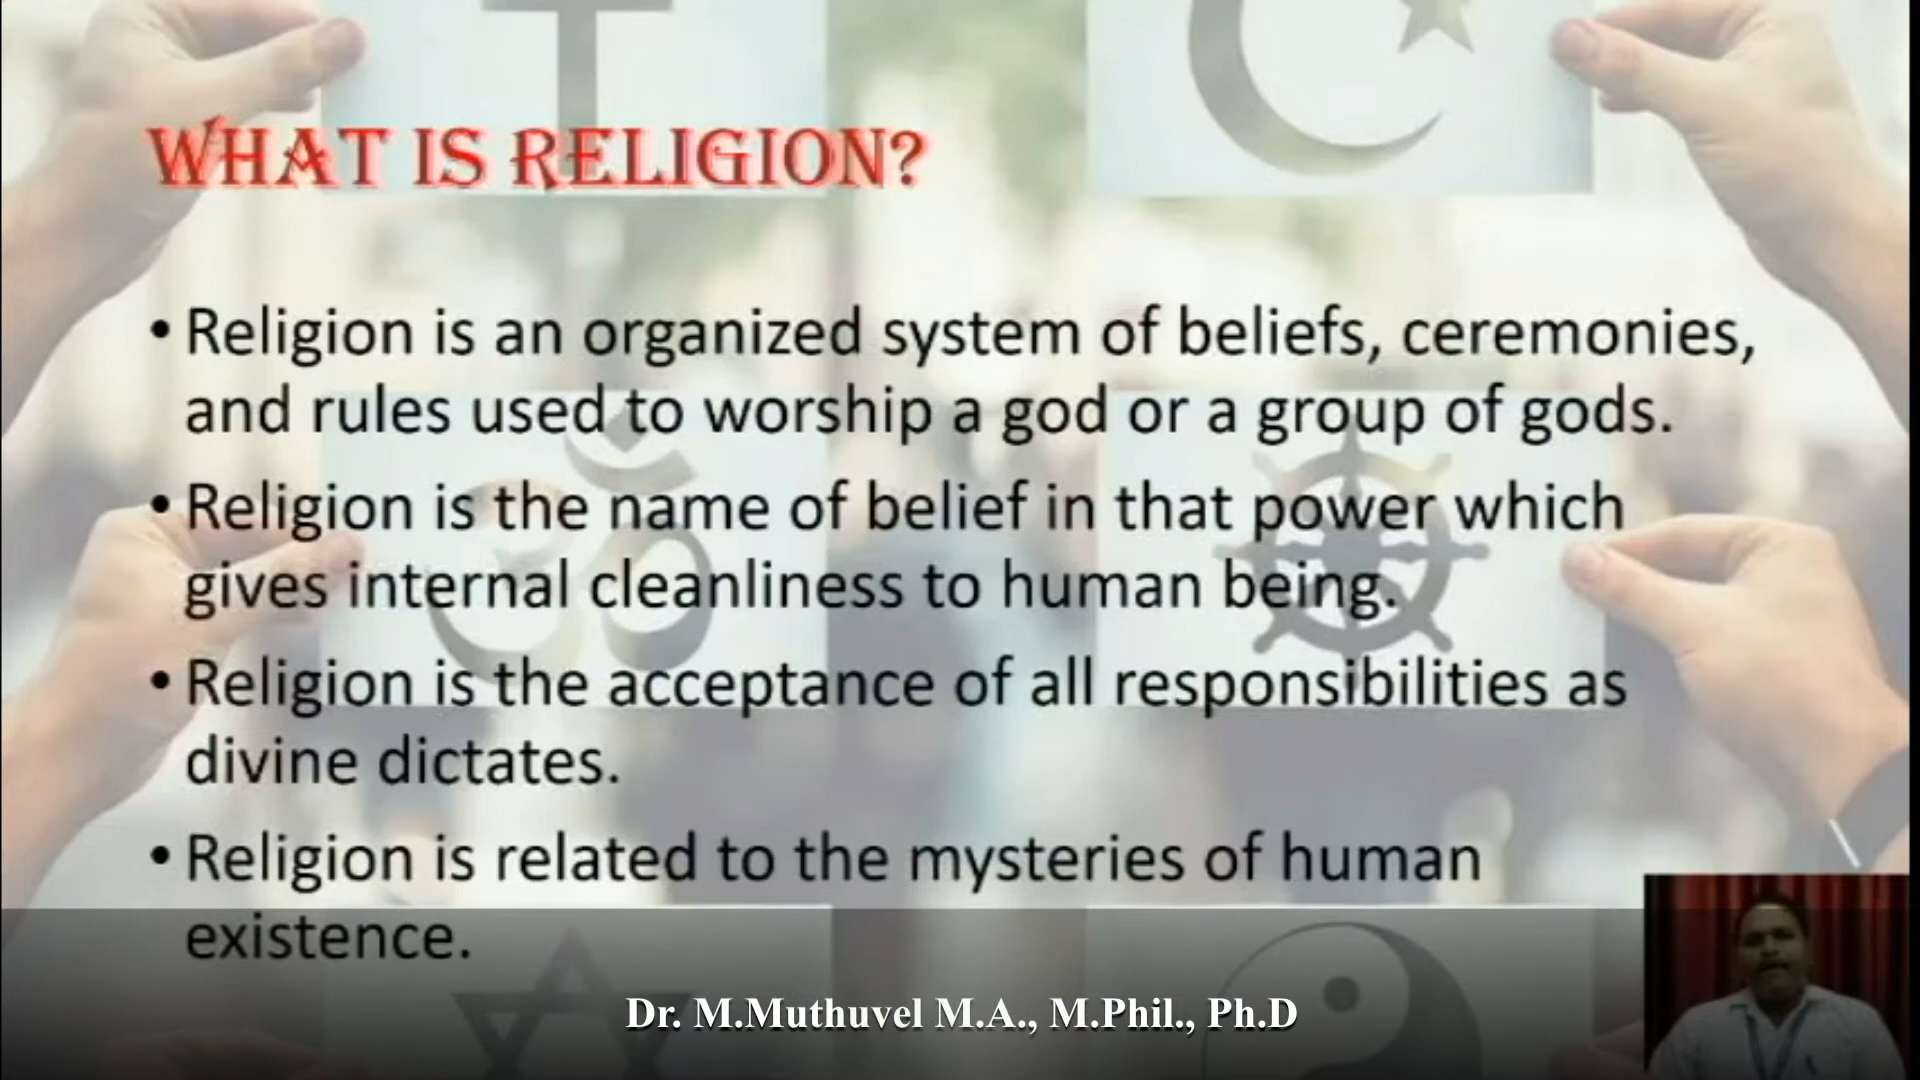 WHAT IS RELIGION?
• Religion is an organized system of beliefs, ceremonies,
and rules used to worship a god or a group of gods.
• Religion is the name of belief in that power which
gives internal cleanliness to human being.
• Religion is the acceptance of all responsibilities as
divine dictates.
• Religion is related to the mysteries of human
existence.
Dr. M.Muthuvel M.A., M.Phil., Ph.D